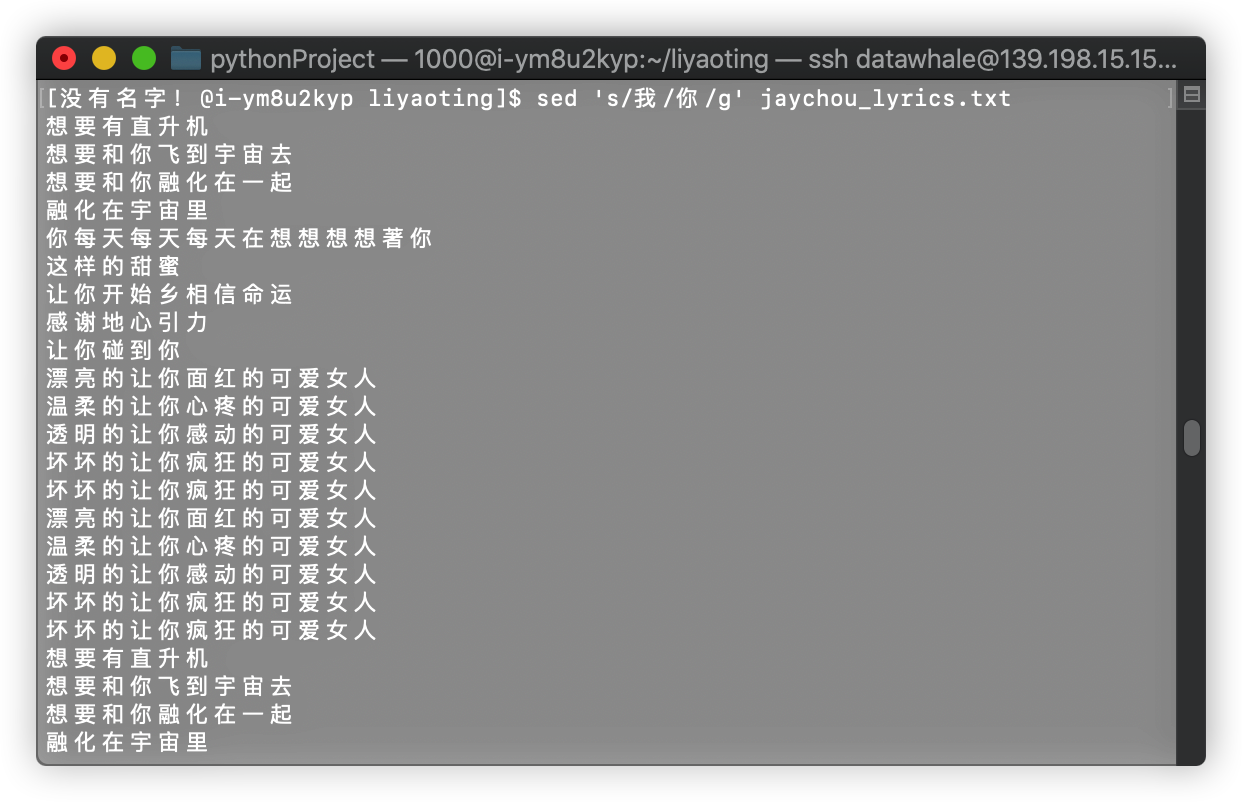 pythonProject — 1000@i-ym8u2kyp:~/liyaoting — ssh datawhale@139.198.15.15...
[[没有名字！@i-ym8u2kyp liyaoting]$ sed 's/我/你/g' jaychou_lyrics.txt ]
想要有直升机
想要和你飞到宇宙去
想要和你融化在一起
融化在宇宙里
你每天每天每天在想想想想著你
这样的甜蜜
让你开始乡相信命运
感谢地心引力
让你碰到你
漂亮的让你面红的可爱女人
温柔的让你心疼的可爱女人
透明的让你感动的可爱女人
坏坏的让你疯狂的可爱女人
坏坏的让你疯狂的可爱女人
漂亮的让你面红的可爱女人
温柔的让你心疼的可爱女人
透明的让你感动的可爱女人
坏坏的让你疯狂的可爱女人
坏坏的让你疯狂的可爱女人
想要有直升机
想要和你飞到宇宙去
想要和你融化在一起
融化在宇宙里